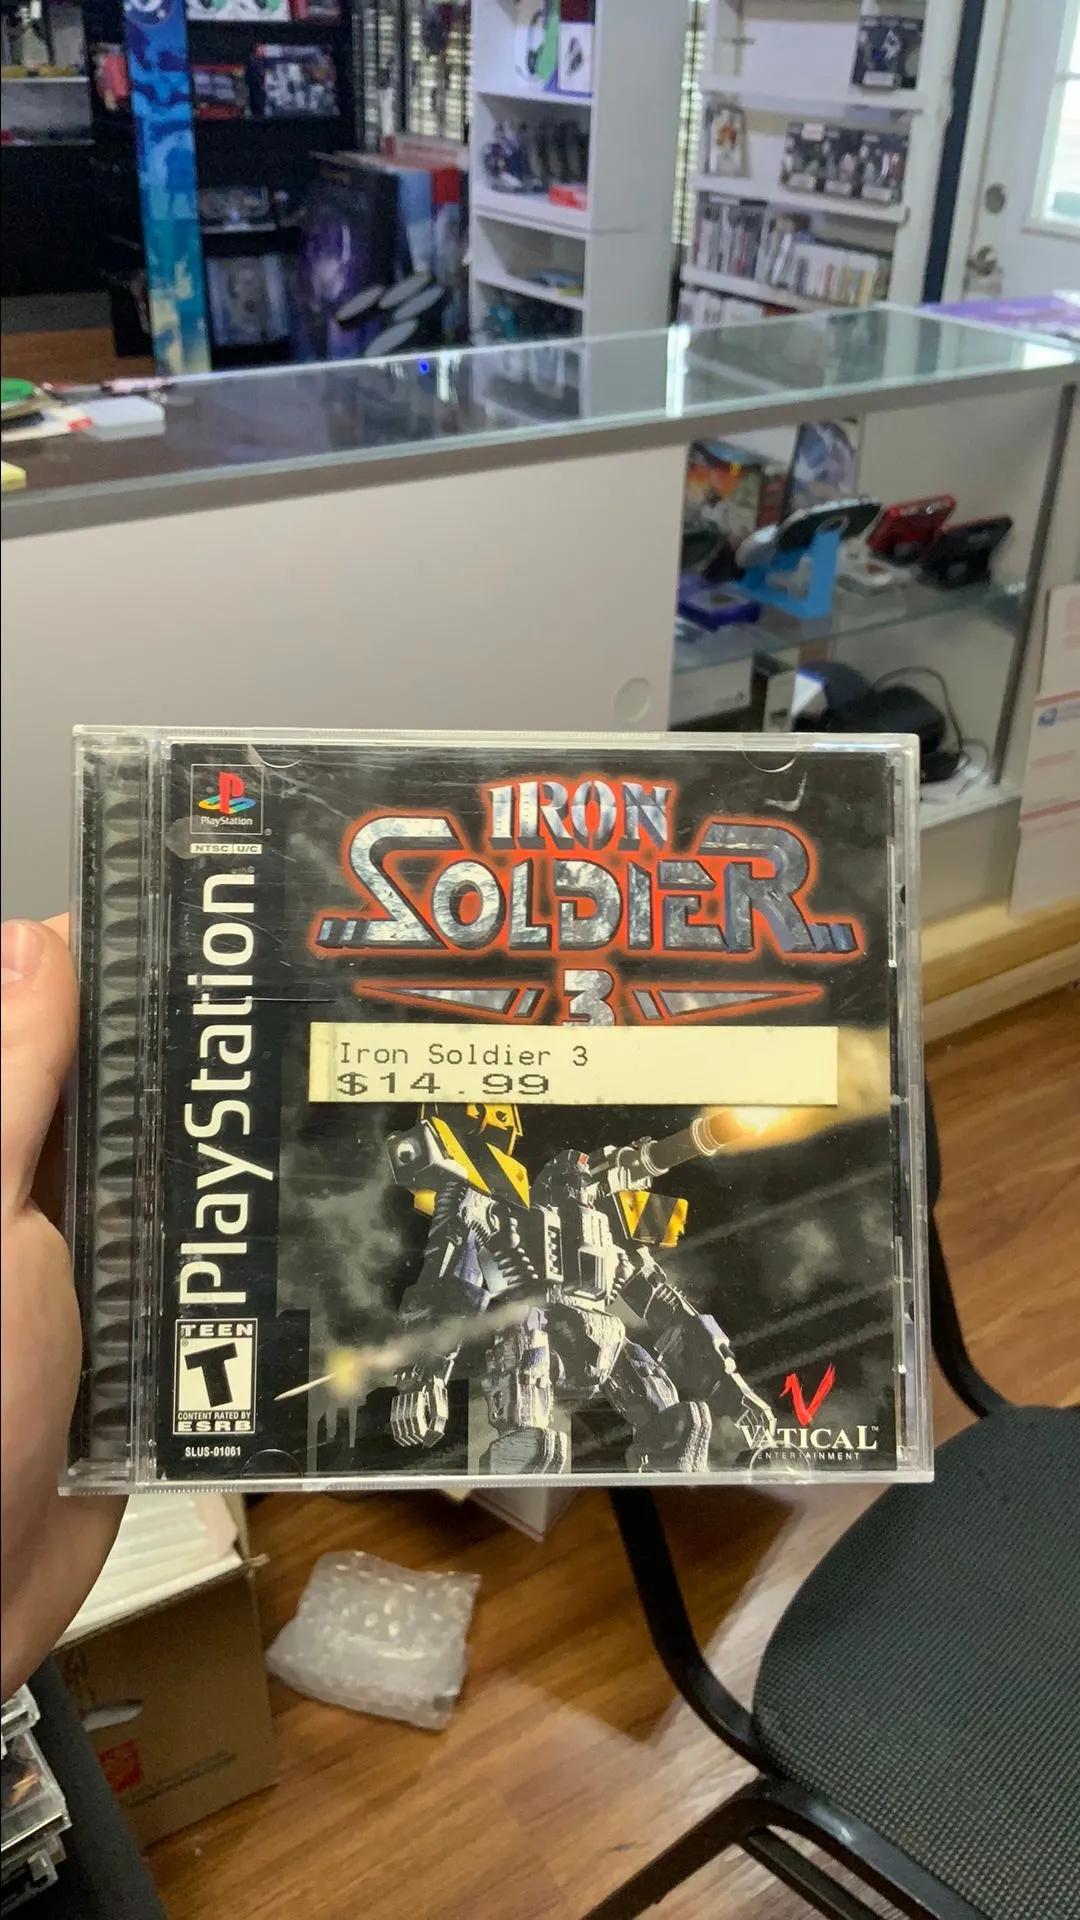 PlayStation
NTSC U/C
PlayStation
IRON
SOLDIER
3
Iron Soldier 3
$14.99
TEEN
T
CONTENT RATED BY
ESRB
SLUS-01061
VATICAL™
ENTERTAINMENT